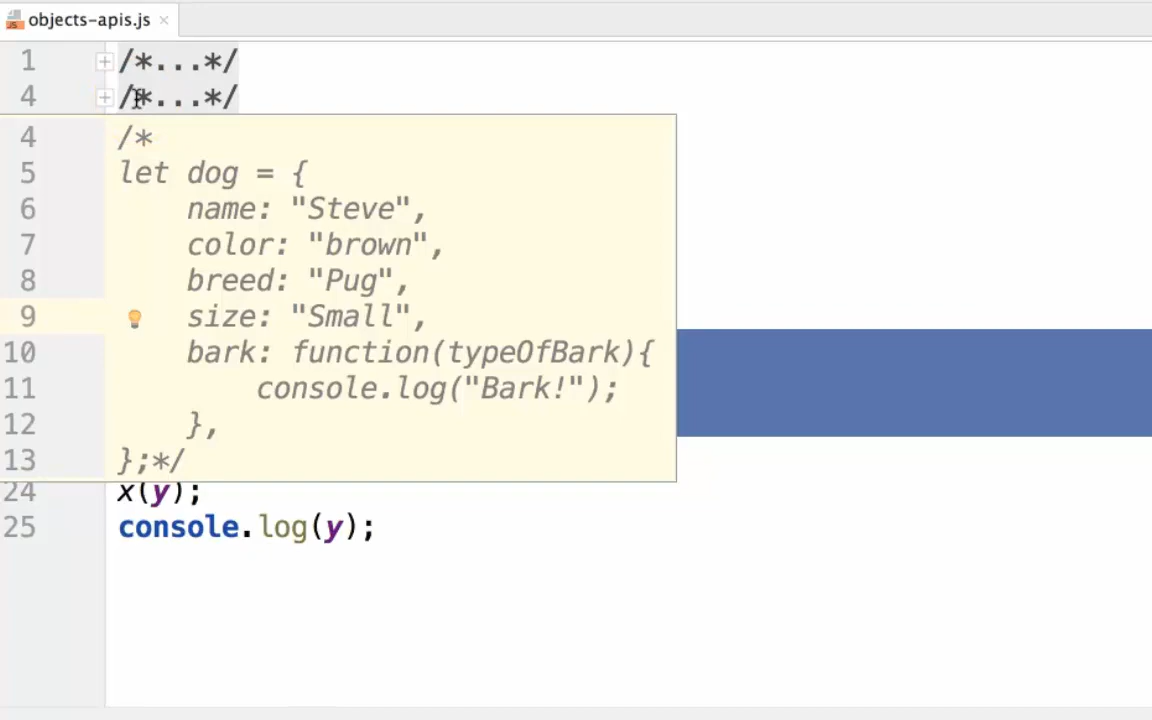 objects-apis.js
1 /*...*/
4 /*...*/
4 /*
5 let dog = {
6 name: "Steve",
7 color: "brown",
8 breed: "Pug",
9 size: "Small",
10 bark: function(typeOfBark){
11 console.log("Bark!");
12 },
13 };*/
24 x(y);
25 console.log(y);